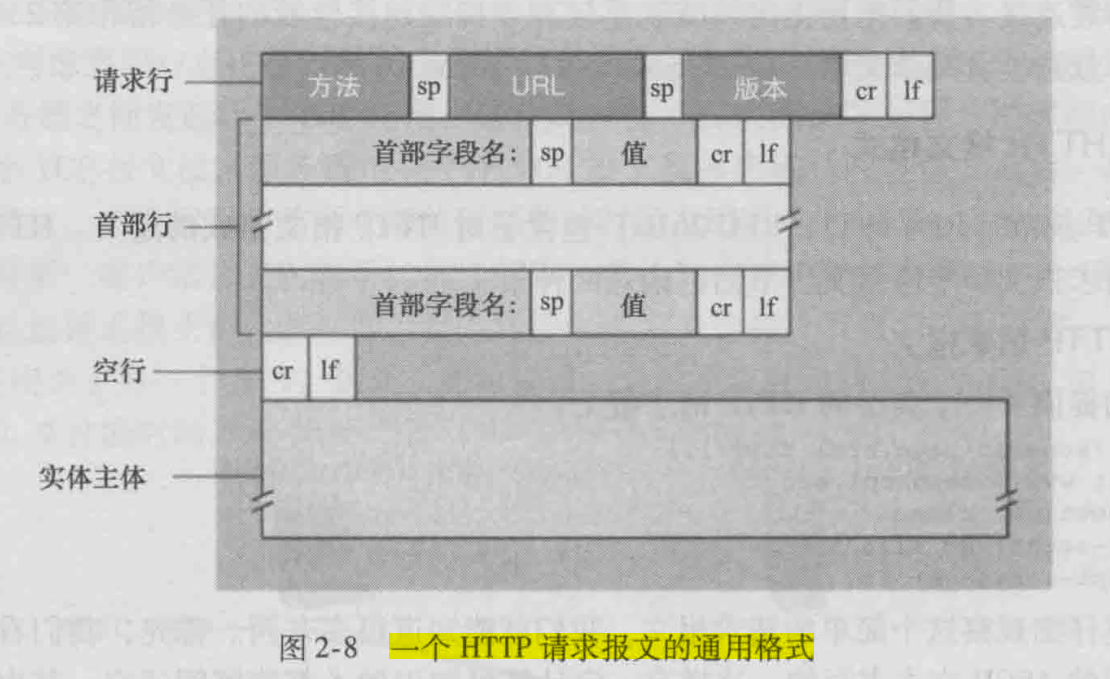 请求行 方法 sp URL sp 版本 cr lf
首部字段名: sp 值 cr lf
首部行
首部字段名: sp 值 cr lf
空行 cr lf
实体主体
图 2-8 一个 HTTP 请求报文的通用格式